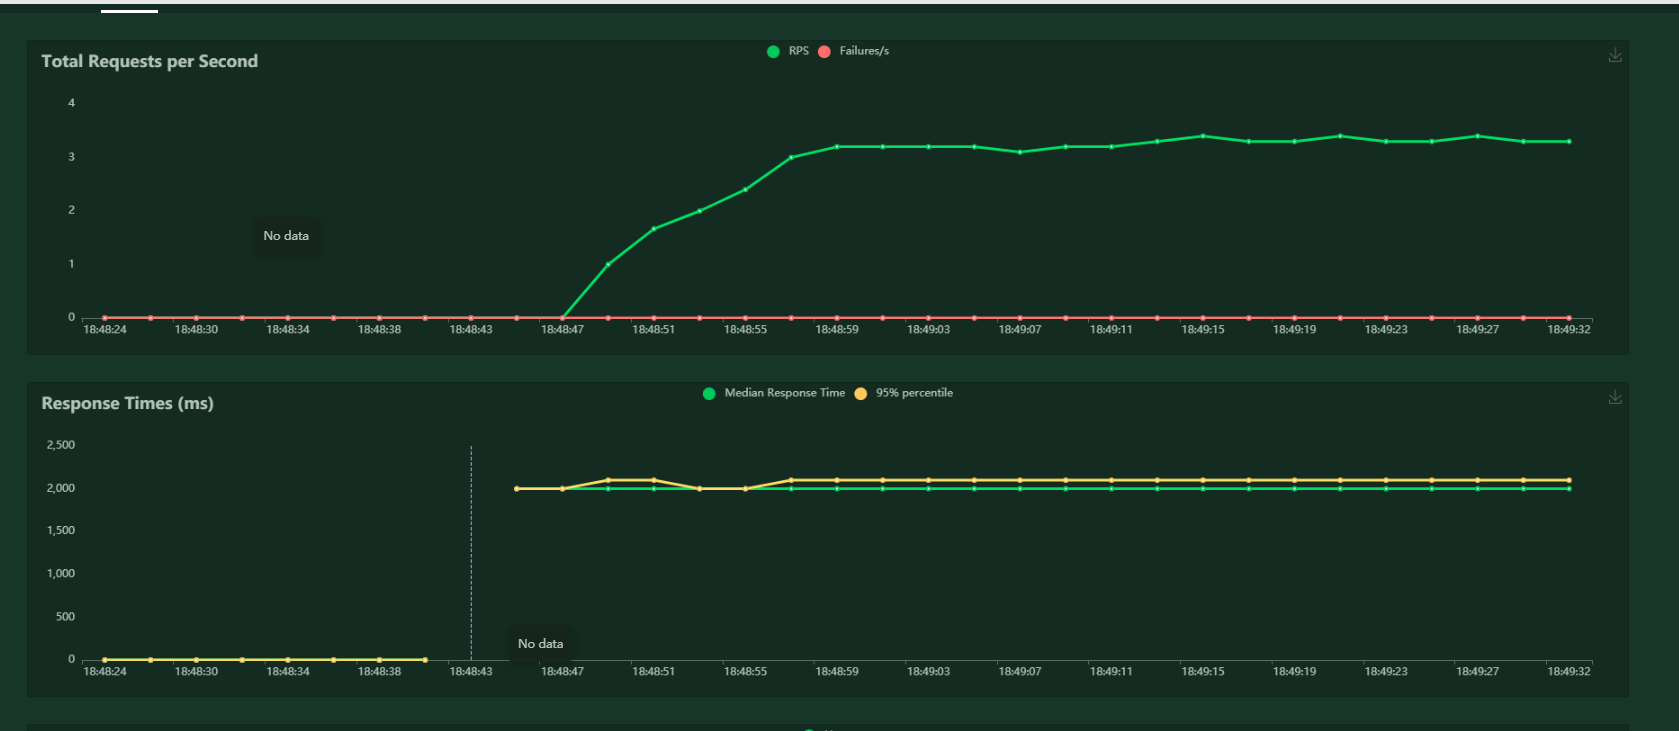 RPS Failures/s
Total Requests per Second
4
3
2
No data
1
0
18:48:24 18:48:30 18:48:34 18:48:38 18:48:43 18:48:47 18:48:51 18:48:55 18:48:59 18:49:03 18:49:07 18:49:11 18:49:15 18:49:19 18:49:23 18:49:27 18:49:32
Median Response Time 95% percentile
Response Times (ms)
2,500
2,000
1,500
1,000
500
No data
0
18:48:24 18:48:30 18:48:34 18:48:38 18:48:43 18:48:47 18:48:51 18:48:55 18:48:59 18:49:03 18:49:07 18:49:11 18:49:15 18:49:19 18:49:23 18:49:27 18:49:32